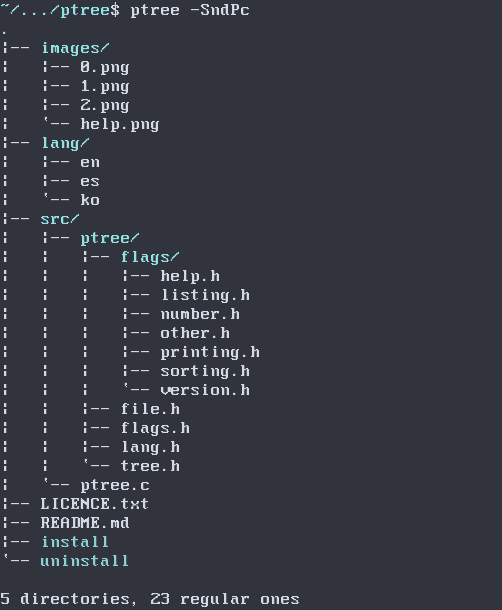 ~/.../ptree$ ptree -SndPc
.
¦-- images/
¦   ¦-- 0.png
¦   ¦-- 1.png
¦   ¦-- 2.png
¦   `-- help.png
¦-- lang/
¦   ¦-- en
¦   ¦-- es
¦   `-- ko
¦-- src/
¦   ¦-- ptree/
¦   ¦   ¦-- flags/
¦   ¦   ¦   ¦-- help.h
¦   ¦   ¦   ¦-- listing.h
¦   ¦   ¦   ¦-- number.h
¦   ¦   ¦   ¦-- other.h
¦   ¦   ¦   ¦-- printing.h
¦   ¦   ¦   ¦-- sorting.h
¦   ¦   ¦   `-- version.h
¦   ¦   ¦-- file.h
¦   ¦   ¦-- flags.h
¦   ¦   ¦-- lang.h
¦   ¦   `-- tree.h
¦   `-- ptree.c
¦-- LICENCE.txt
¦-- README.md
¦-- install
`-- uninstall

5 directories, 23 regular ones